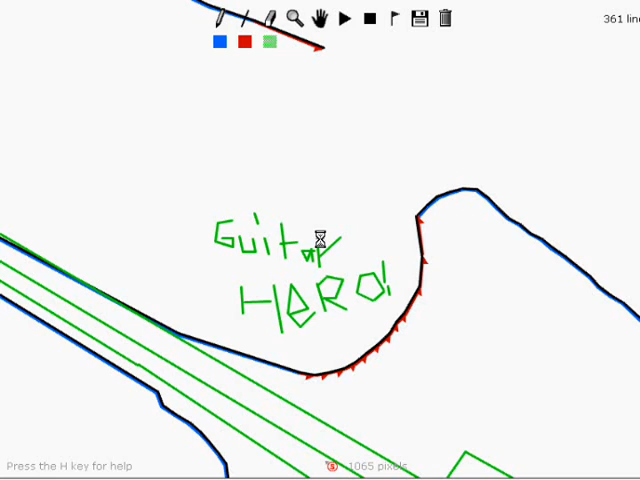 361 line
Guitar
HERO!
Press the H key for help
1065 pixels